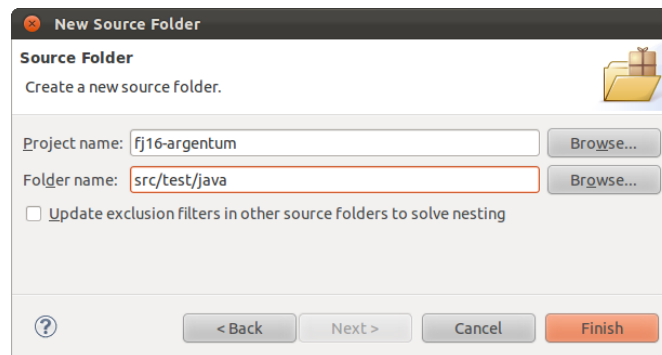 New Source Folder
Source Folder
Create a new source folder.
Project name: fj16-argentum Browse...
Folder name: src/test/java Browse...
Update exclusion filters in other source folders to solve nesting
? < Back Next > Cancel Finish